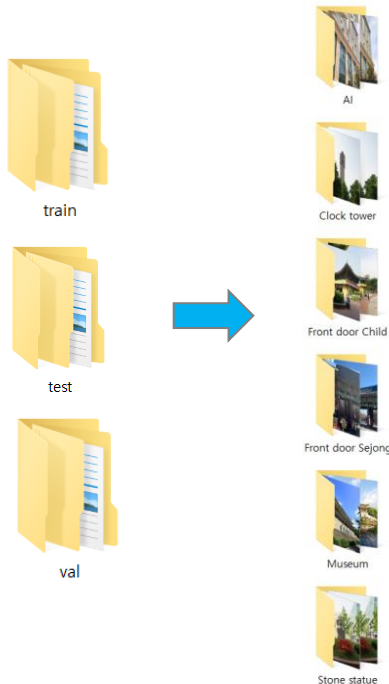 train
test
val
AI
Clock tower
Front door Child
Front door Sejong
Museum
Stone statue